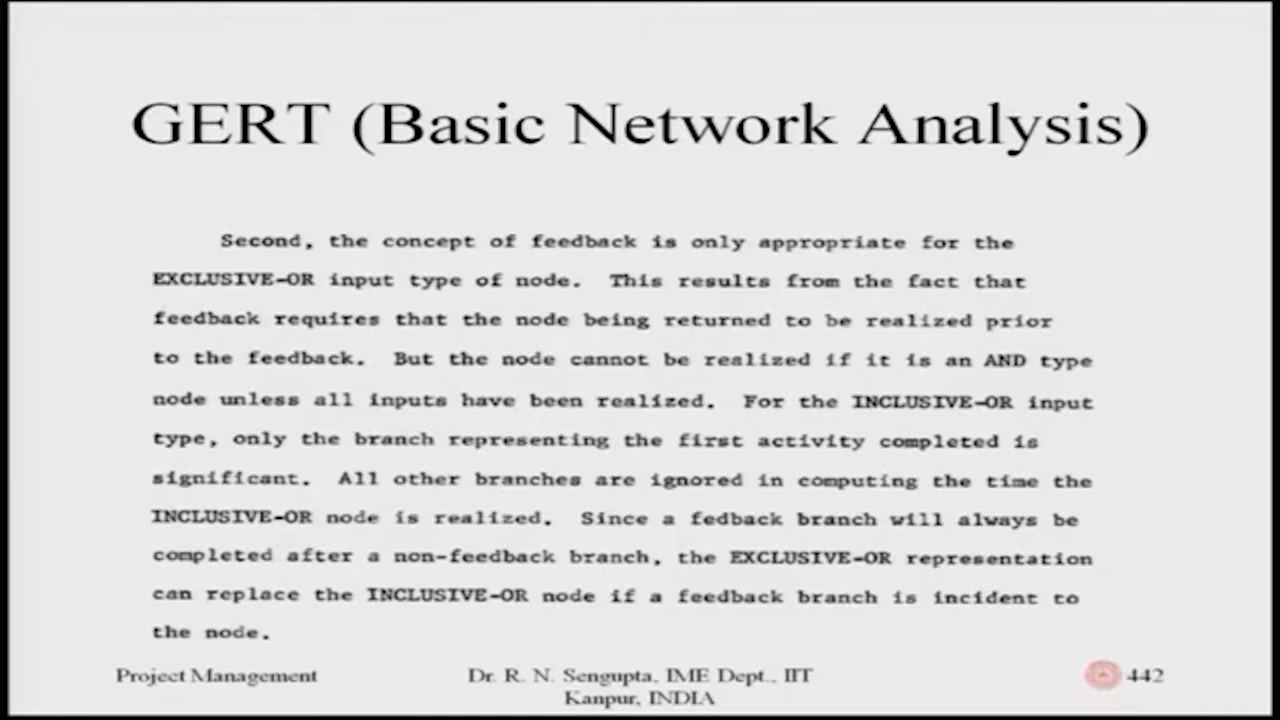 GERT (Basic Network Analysis)
Second, the concept of feedback is only appropriate for the
EXCLUSIVE-OR input type of node. This results from the fact that
feedback requires that the node being returned to be realized prior
to the feedback. But the node cannot be realized if it is an AND type
node unless all inputs have been realized. For the INCLUSIVE-OR input
type, only the branch representing the first activity completed is
significant. All other branches are ignored in computing the time the
INCLUSIVE-OR node is realized. Since a fedback branch will always be
completed after a non-feedback branch, the EXCLUSIVE-OR representation
can replace the INCLUSIVE-OR node if a feedback branch is incident to
the node.
Project Management
Dr. R. N. Sengupta, IME Dept., IIT
Kanpur, INDIA
442